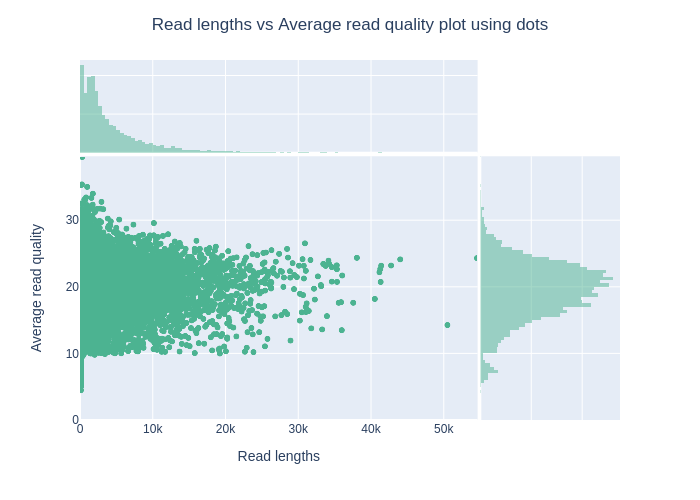 Read lengths vs Average read quality plot using dots
Average read quality
30
20
10
0
0 10k 20k 30k 40k 50k
Read lengths